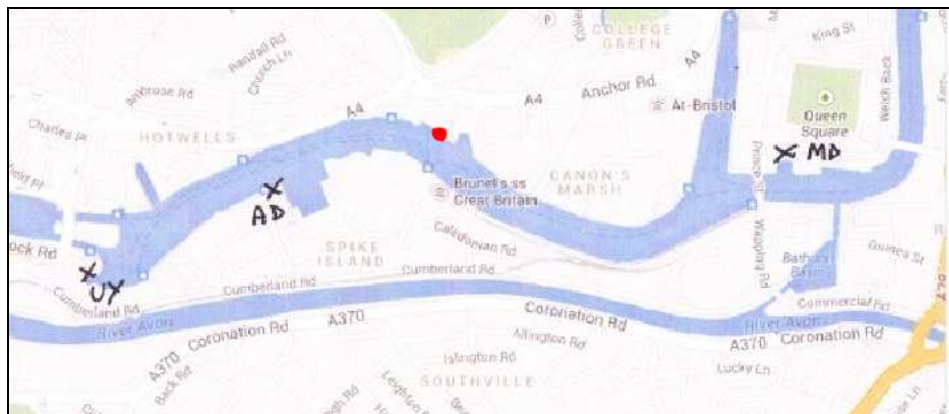 COLLEGE
GREEN
King St
Randall Rd
Church Ln
Ambrose Rd
A4
A4
A4
Anchor Rd
At-Bristol
Welsh Back
Queen
Square
Charles Pl
HOTWELLS
Prince St
X MD
X
AD
Brunel's ss
Great Britain
CANON'S
MARSH
SPIKE
ISLAND
Caledonian Rd
Wapping Rd
Guinea St
Bathurst
Basin
ock Rd
X
UY
Cumberland Rd
Cumberland Rd
Cumberland Rd
Commercial Rd
River Avon
Coronation Rd
A370
Coronation Rd
River Avon
A370
Coronation Rd
A370
Back Rd
Islington Rd
Allington Rd
Lucky Ln
SOUTHVILLE